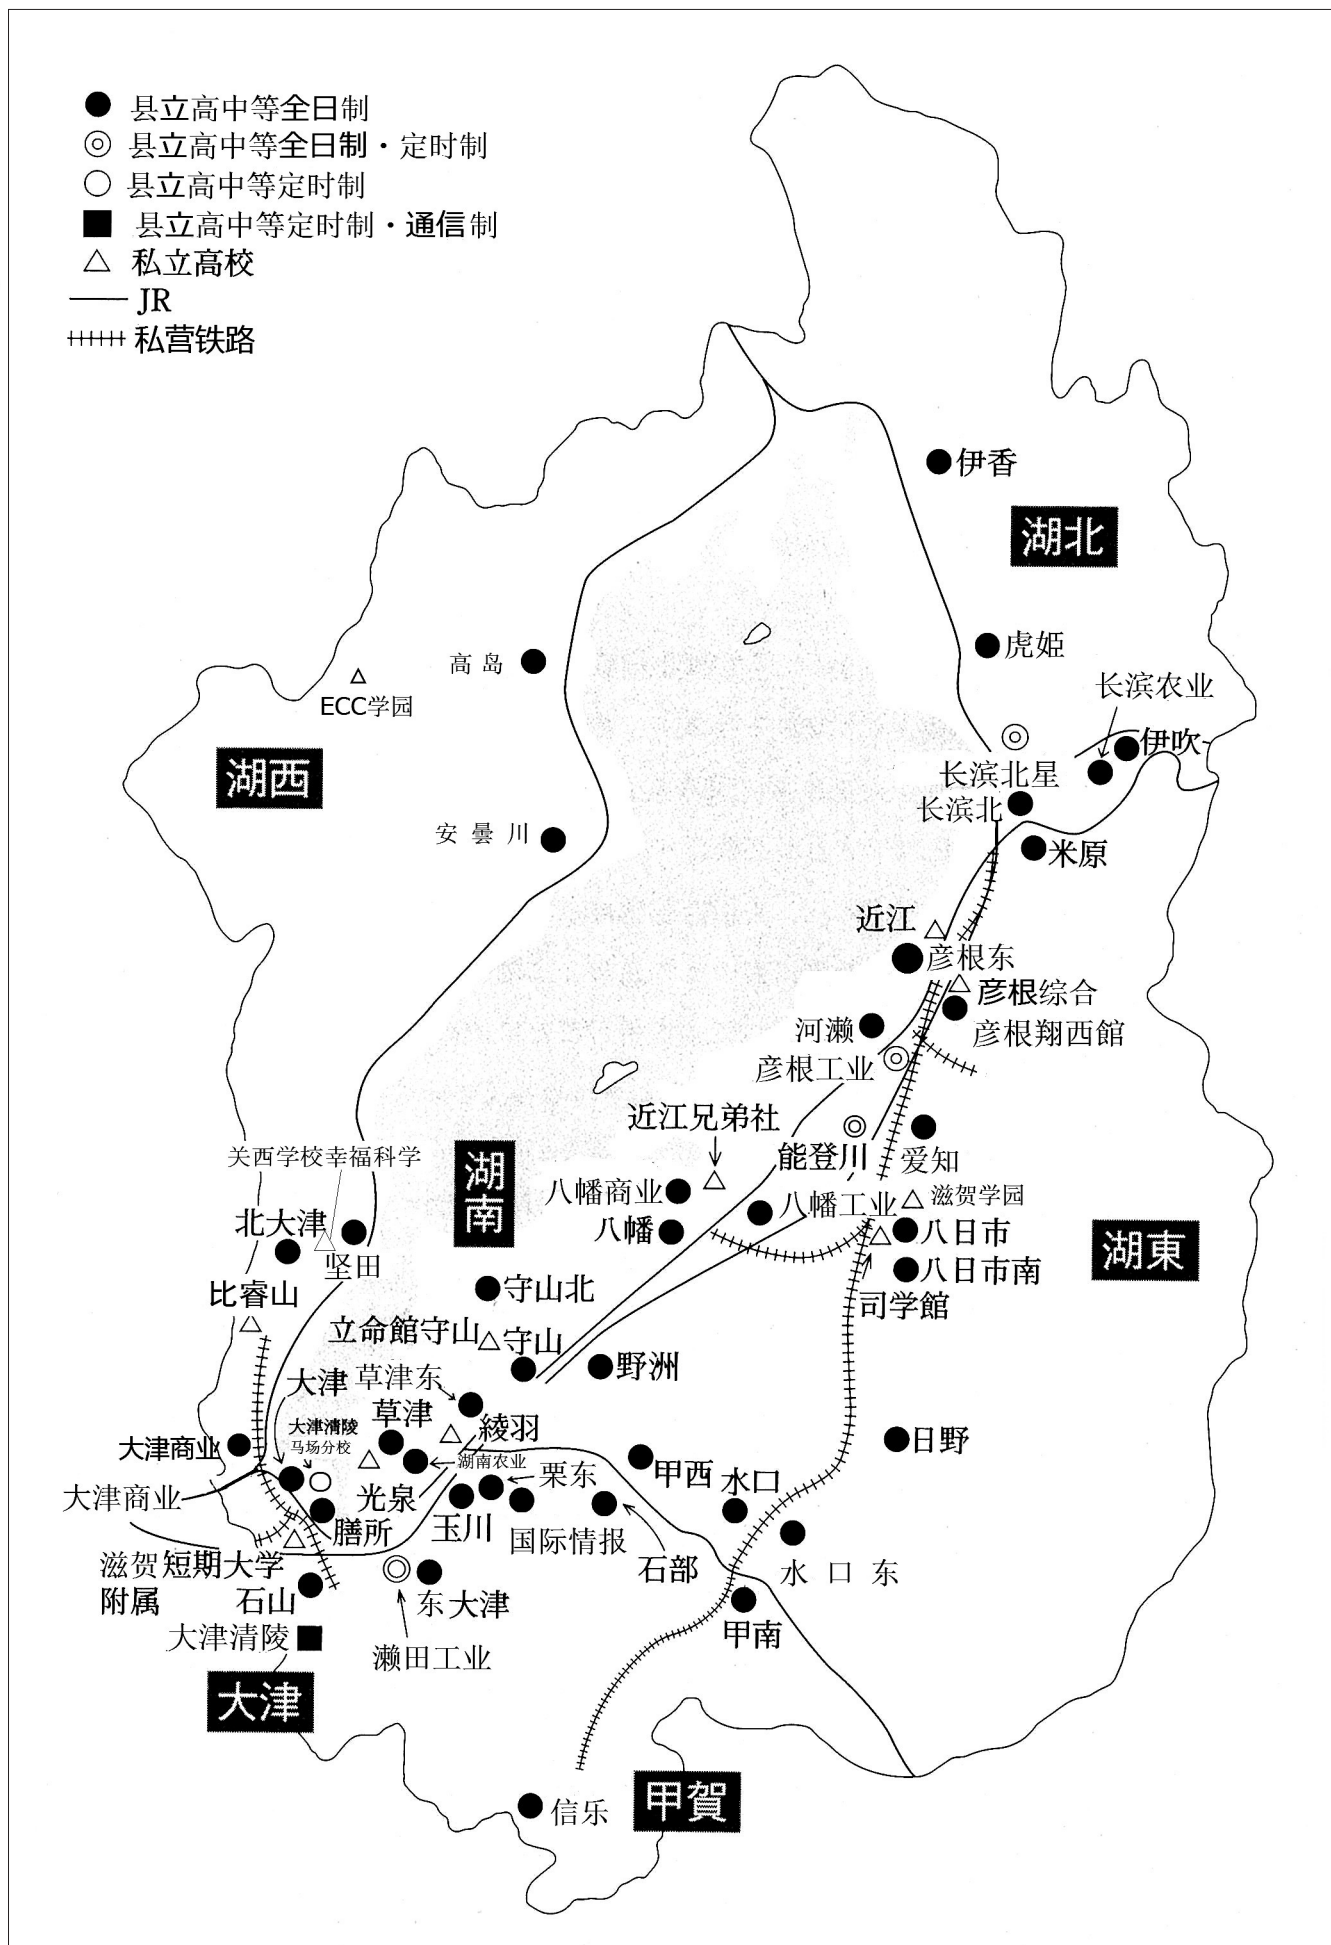 县立高中等全日制
县立高中等全日制・定时制
县立高中等定时制
县立高中等定时制・通信制
私立高校
JR
私营铁路
伊香
湖北
虎姫
高岛
长滨农业
ECC学园
伊吹
湖西
长滨北星
长滨北
安曇川
米原
近江
彦根东
彦根综合
河濑
彦根翔西館
彦根工业
近江兄弟社
能登川
爱知
关西学校幸福科学
湖南
八幡商业
八幡工业
滋贺学园
北大津
八幡
八日市
湖東
坚田
八日市南
比睿山
守山北
司学館
立命館守山
守山
野洲
大津
草津东
草津
綾羽
大津清陵
马场分校
大津商业
日野
湖南农业
甲西
水口
栗东
大津商业
光泉
玉川
膳所
国际情报
滋贺短期大学
附属
石部
水口东
石山
东大津
甲南
大津清陵
濑田工业
大津
甲賀
信乐